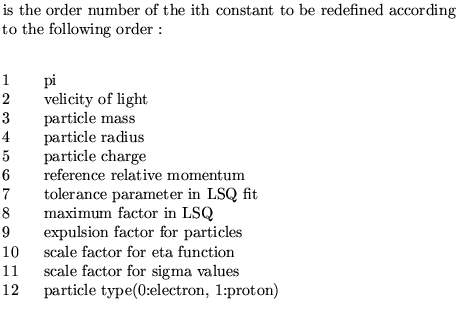 is the order number of the ith constant to be redefined according
to the following order :
1 pi
2 velicity of light
3 particle mass
4 particle radius
5 particle charge
6 reference relative momentum
7 tolerance parameter in LSQ fit
8 maximum factor in LSQ
9 expulsion factor for particles
10 scale factor for eta function
11 scale factor for sigma values
12 particle type(0:electron, 1:proton)